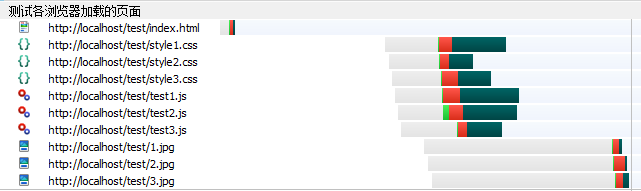 测试各浏览器加载的页面
http://localhost/test/index.html
http://localhost/test/style1.css
http://localhost/test/style2.css
http://localhost/test/style3.css
http://localhost/test/test1.js
http://localhost/test/test2.js
http://localhost/test/test3.js
http://localhost/test/1.jpg
http://localhost/test/2.jpg
http://localhost/test/3.jpg